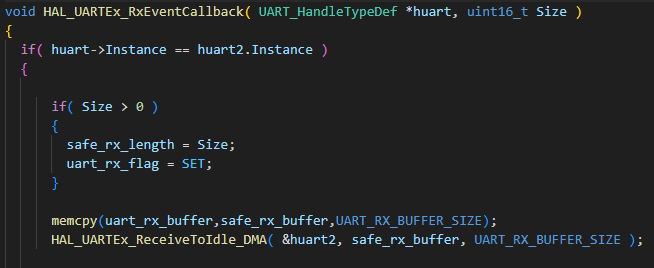 void HAL_UARTEx_RxEventCallback( UART_HandleTypeDef *huart, uint16_t Size )
{
if( huart->Instance == huart2.Instance )
{
if( Size > 0 )
{
safe_rx_length = Size;
uart_rx_flag = SET;
}
memcpy(uart_rx_buffer,safe_rx_buffer,UART_RX_BUFFER_SIZE);
HAL_UARTEx_ReceiveToIdle_DMA( &huart2, safe_rx_buffer, UART_RX_BUFFER_SIZE );